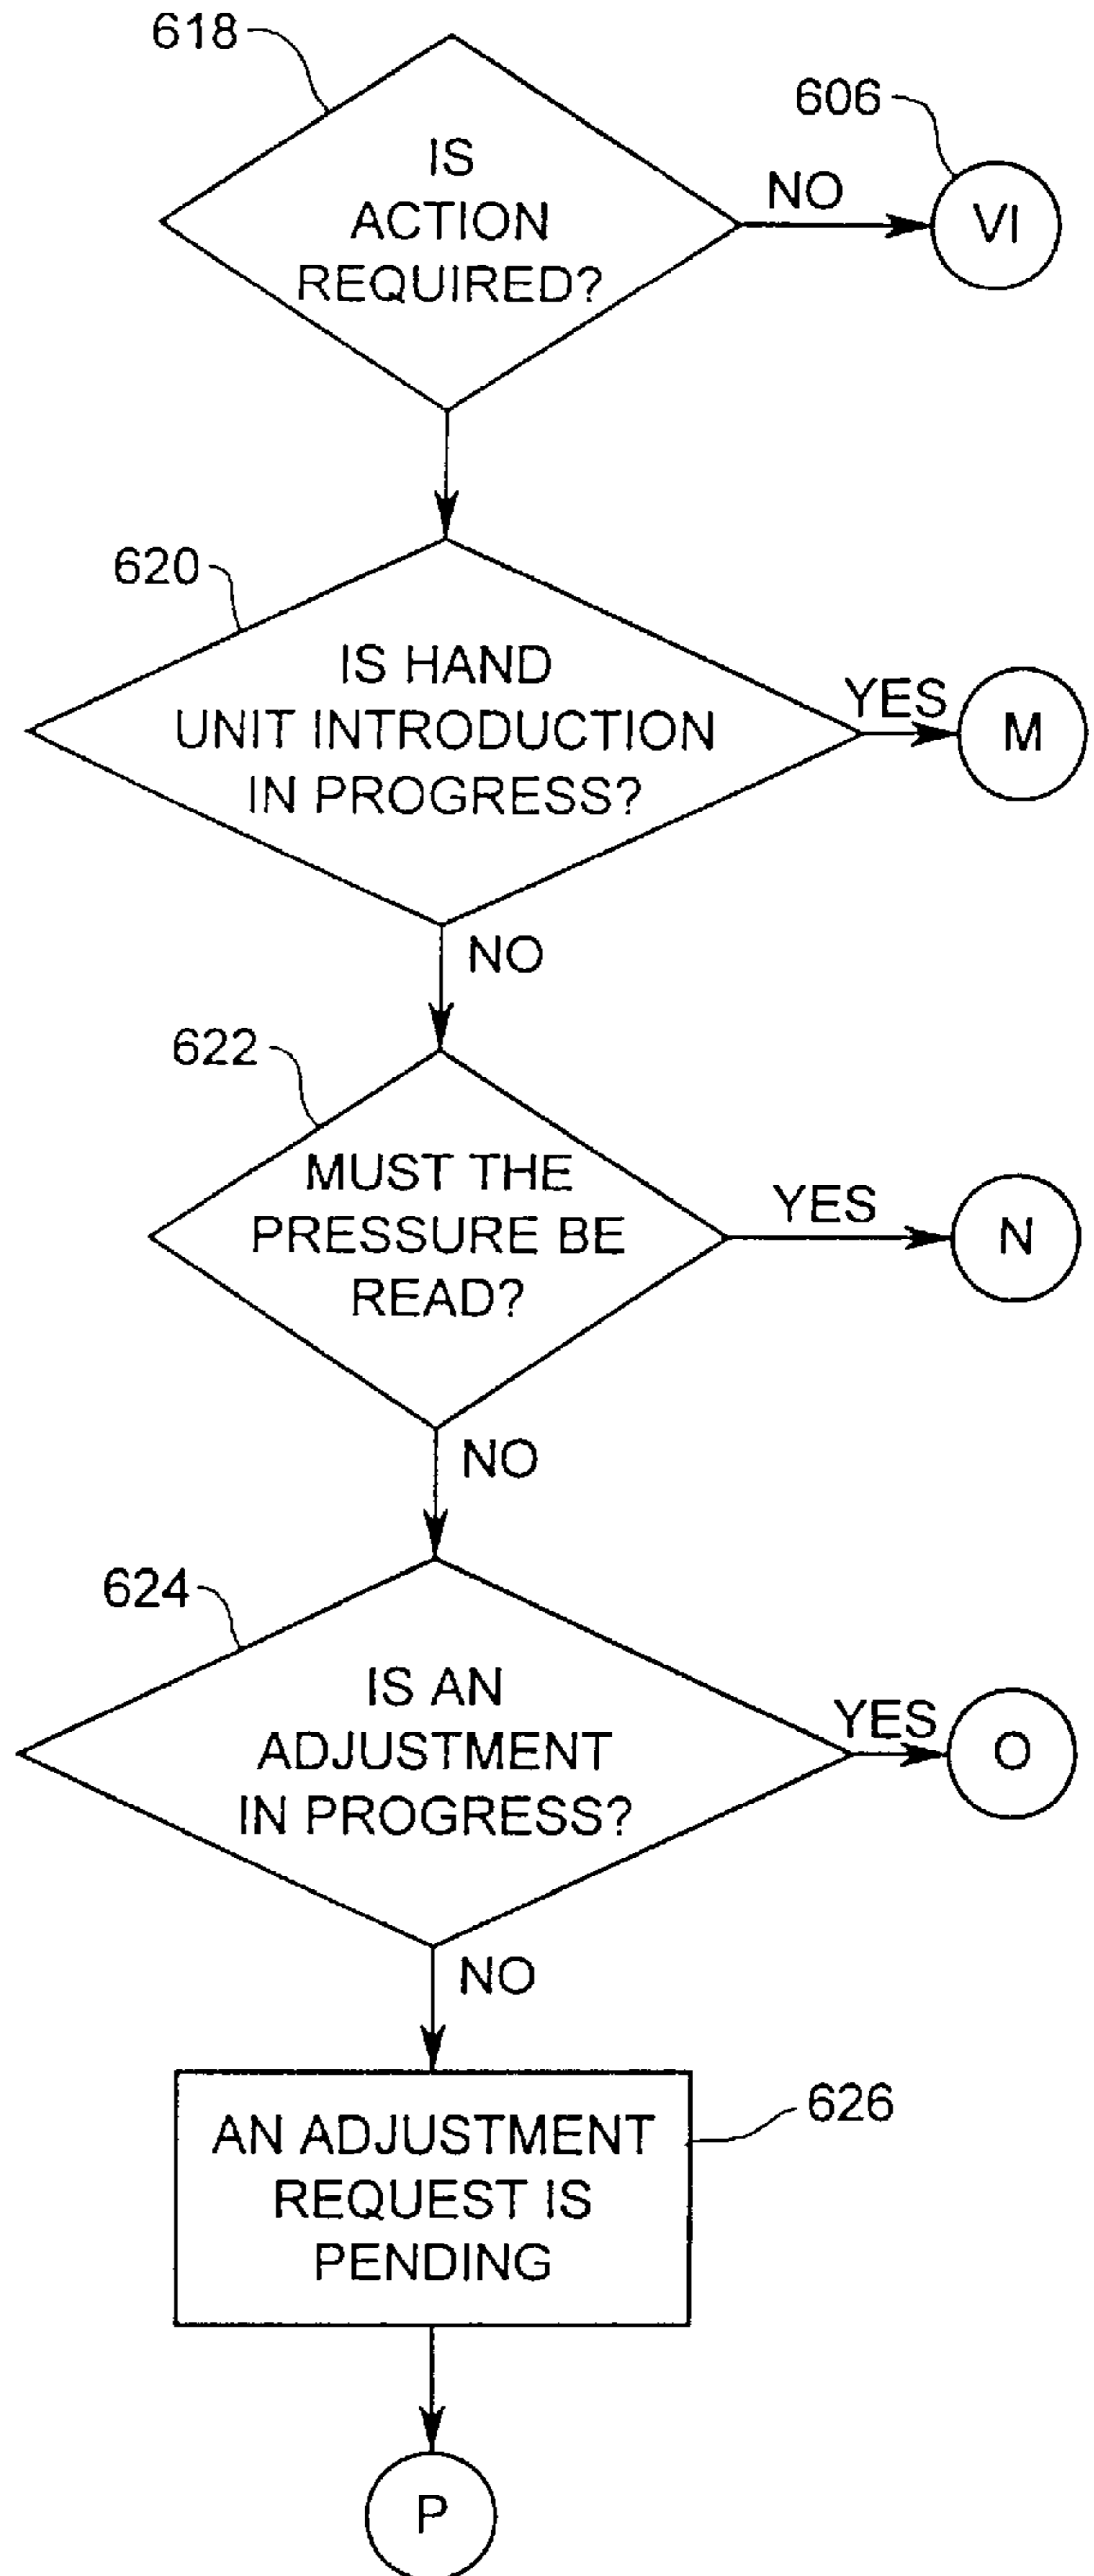 618
606
IS
ACTION
REQUIRED?
NO
VI
620
IS HAND
UNIT INTRODUCTION
IN PROGRESS?
YES
M
NO
622
MUST THE
PRESSURE BE
READ?
YES
N
NO
624
IS AN
ADJUSTMENT
IN PROGRESS?
YES
O
NO
626
AN ADJUSTMENT
REQUEST IS
PENDING
P